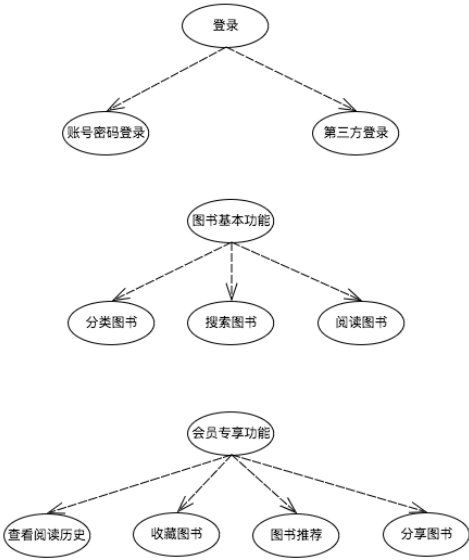 登录
账号密码登录
第三方登录
图书基本功能
分类图书
搜索图书
阅读图书
会员专享功能
查看阅读历史
收藏图书
图书推荐
分享图书